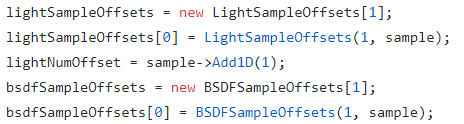 lightSampleOffsets = new LightSampleOffsets[1];
lightSampleOffsets[0] = LightSampleOffsets(1, sample);
lightNumOffset = sample->Add1D(1);
bsdfSampleOffsets = new BSDFSampleOffsets[1];
bsdfSampleOffsets[0] = BSDFSampleOffsets(1, sample);